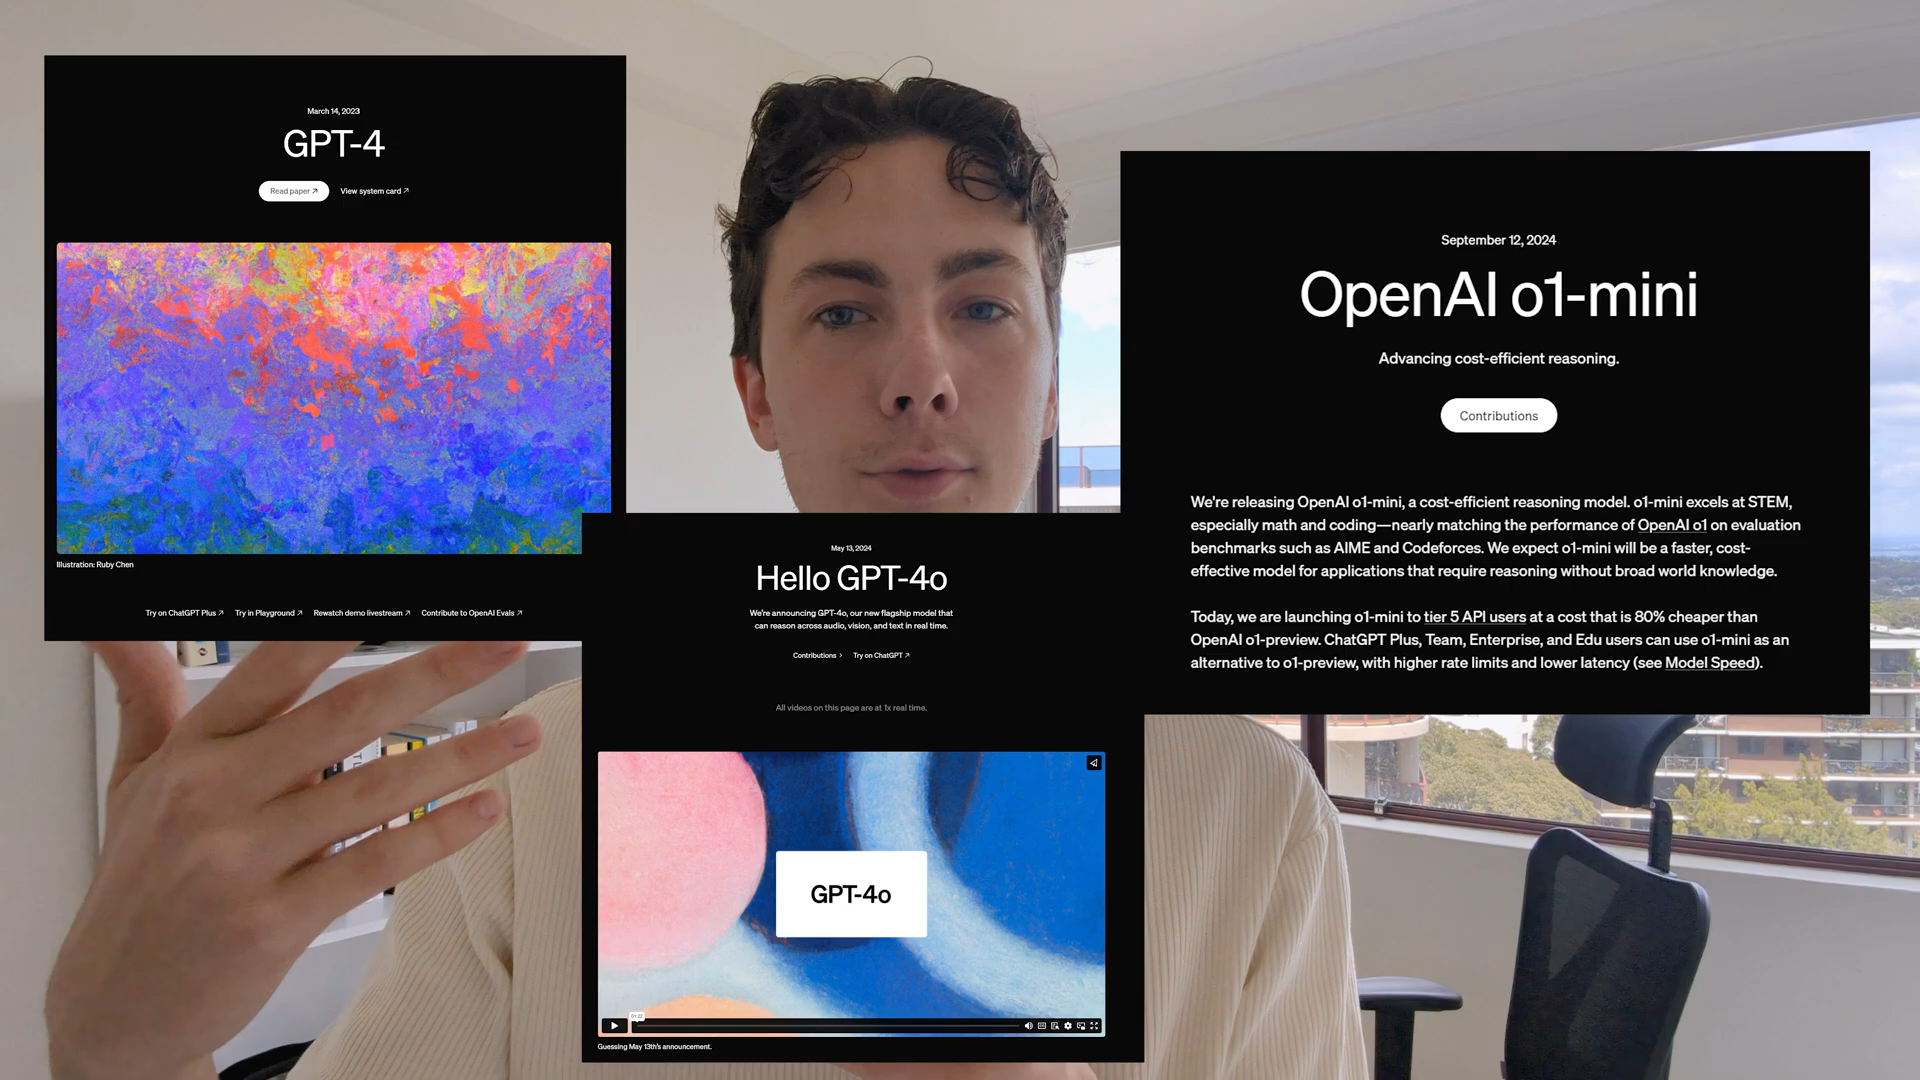 March 14, 2023
GPT-4
Read paper ↗ View system card ↗
Illustration: Ruby Chen
Try on ChatGPT Plus ↗ Try in Playground ↗ Rewatch demo livestream ↗ Contribute to OpenAI Evals ↗
May 13, 2024
Hello GPT-4o
We're announcing GPT-4o, our new flagship model that
can reason across audio, vision, and text in real time.
Contributions › Try on ChatGPT ↗
All videos on this page are at 1x real time.
GPT-4o
01:22
Guessing May 13th's announcement.
September 12, 2024
OpenAI o1-mini
Advancing cost-efficient reasoning.
Contributions
We're releasing OpenAI o1-mini, a cost-efficient reasoning model. o1-mini excels at STEM,
especially math and coding—nearly matching the performance of OpenAI o1 on evaluation
benchmarks such as AIME and Codeforces. We expect o1-mini will be a faster, cost-
effective model for applications that require reasoning without broad world knowledge.
Today, we are launching o1-mini to tier 5 API users at a cost that is 80% cheaper than
OpenAI o1-preview. ChatGPT Plus, Team, Enterprise, and Edu users can use o1-mini as an
alternative to o1-preview, with higher rate limits and lower latency (see Model Speed).